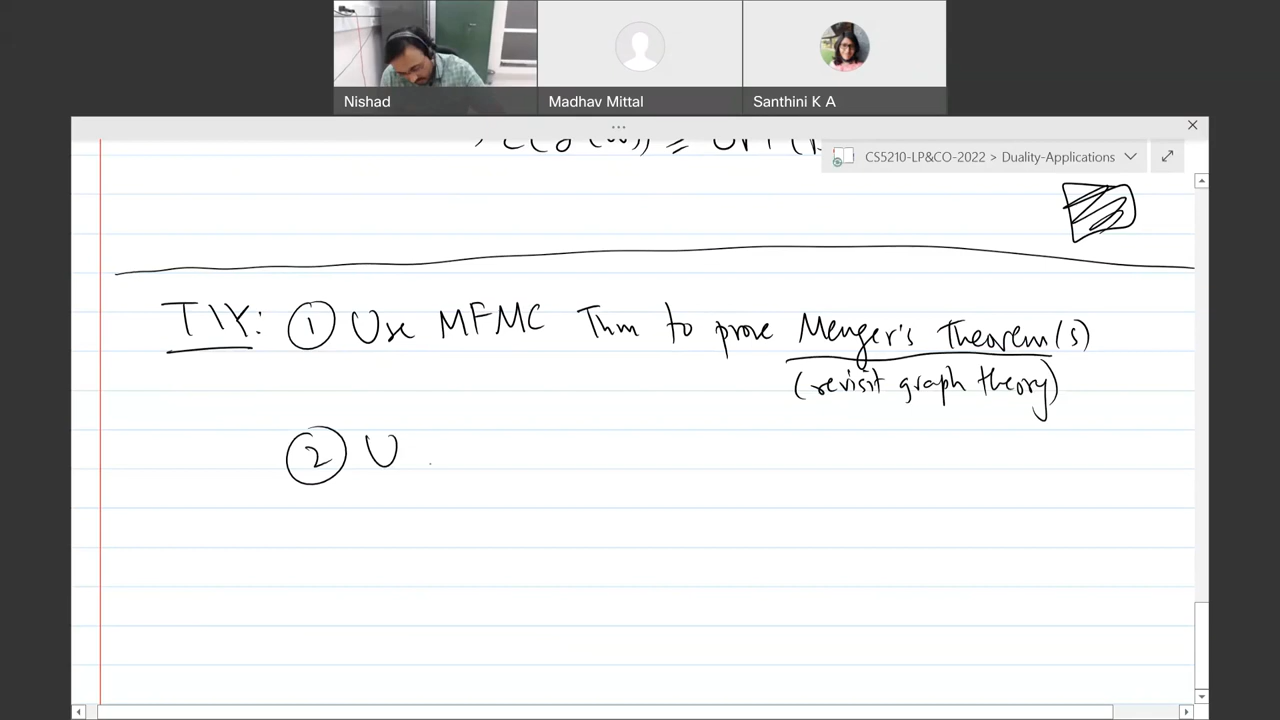 Nishad
Madhav Mittal
Santhini K A
CS5210-LP&CO-2022 > Duality-Applications
TIY: ① Use MFMC Thm to prove Menger's theorem(s)
(revisit graph theory)
② U